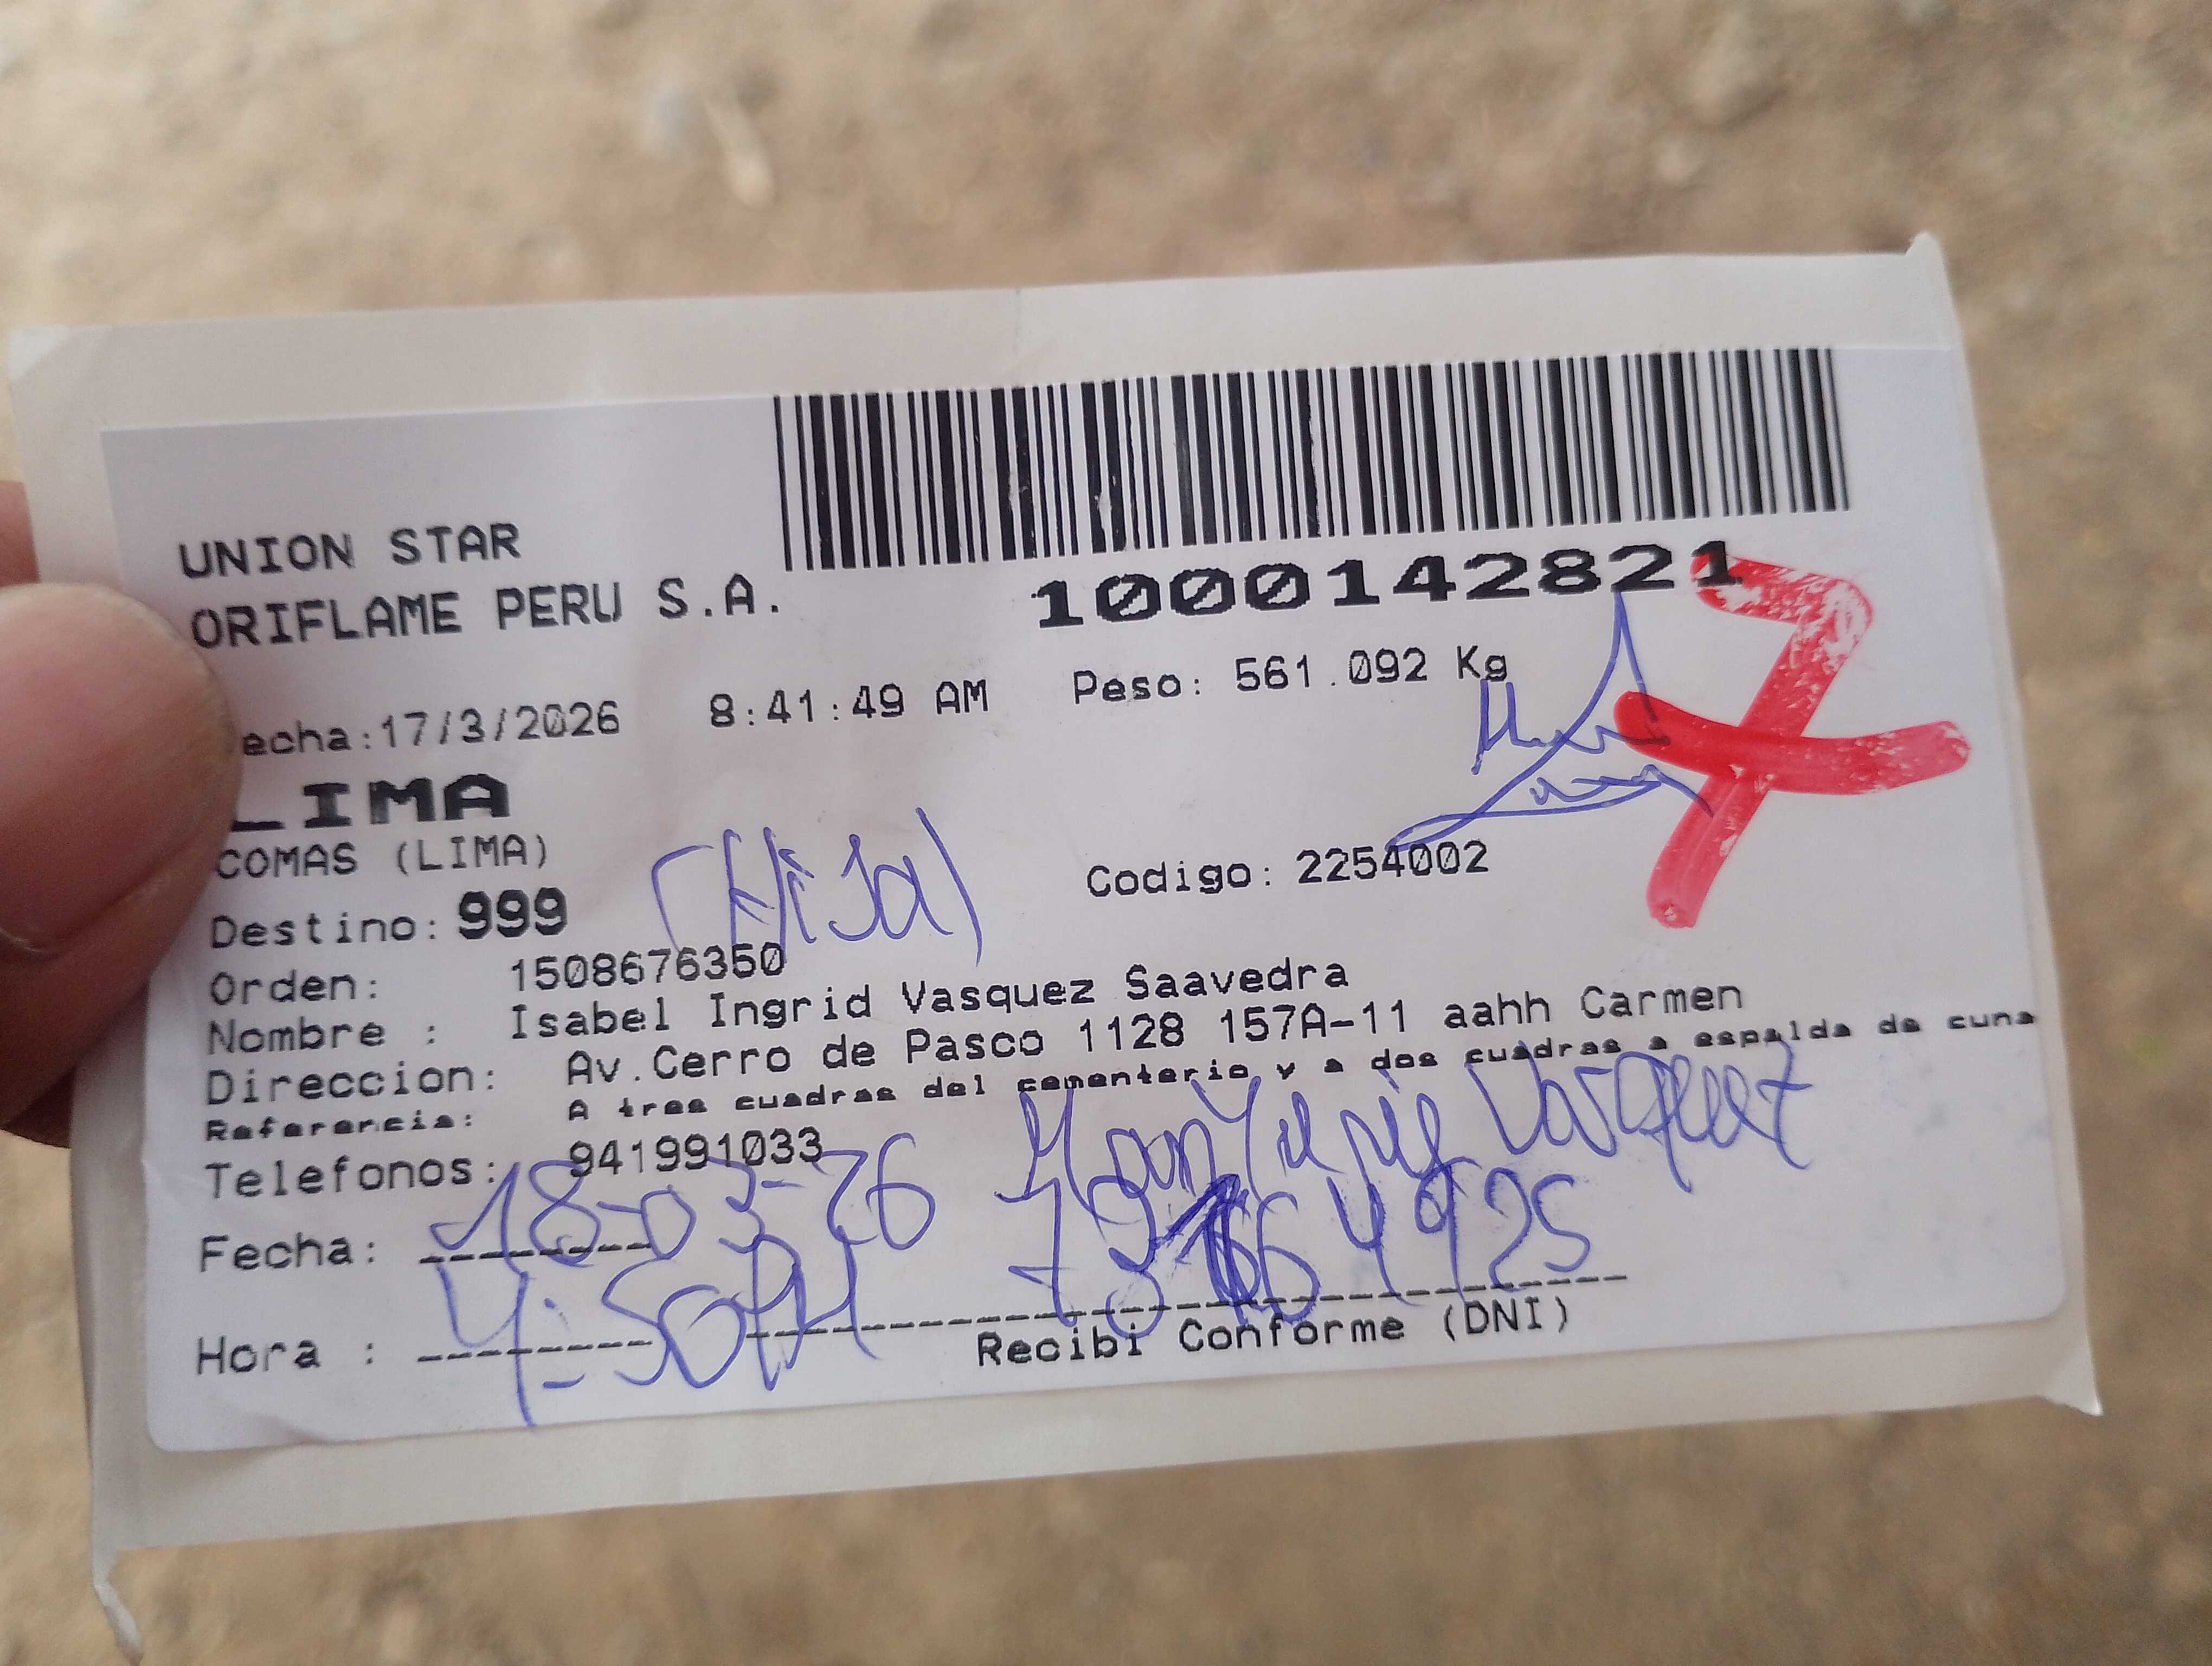 UNION STAR
ORIFLAME PERU S.A.
1000142821
7
echa:17/3/2026 8:41:49 AM Peso: 561.092 Kg
LIMA
COMAS (LIMA)
(HiJa)
Codigo: 2254002
Destino: 999
Orden: 1508676350
Nombre : Isabel Ingrid Vasquez Saavedra
Direccion: Av.Cerro de Pasco 1128 157A-11 aahh Carmen
Referencia: A tres cuadras del cementerio y a dos cuadras a espalda de cuna
Telefonos: 941991033
Vasquez
Fecha: 18-03-26
Hora : 4:50PM
Recibi Conforme (DNI)